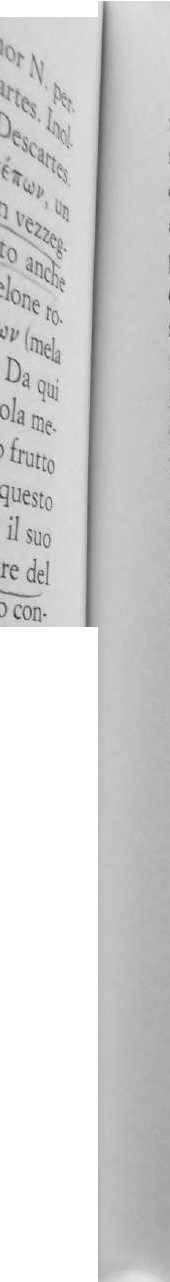 nor N. per-
artes. Inol-
Descartes.
έπων, un
n vezzeg-
to anche
elone ro-
ων (mela
Da qui
ola me-
o frutto
questo
il suo
re del
o con-